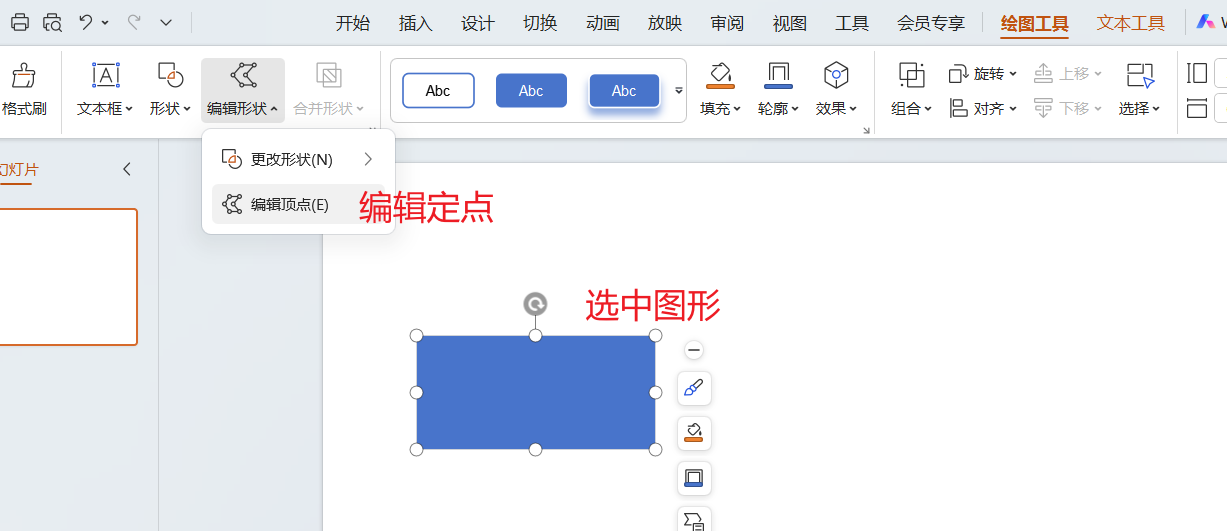 开始 插入 设计 切换 动画 放映 审阅 视图 工具 会员专享 绘图工具 文本工具
格式刷 文本框 形状 编辑形状 合并形状 Abc Abc Abc 填充 轮廓 效果 组合 旋转 对齐 上移 下移 选择
幻灯片
更改形状(N)
编辑顶点(E) 编辑定点
选中图形